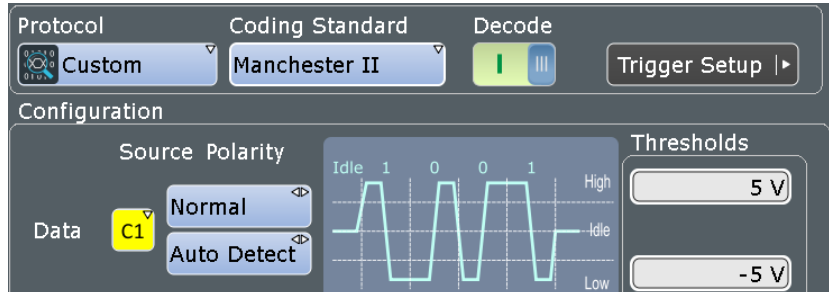 Protocol Coding Standard Decode
Custom Manchester II I III Trigger Setup
Configuration
Source Polarity Thresholds
Idle 1 0 0 1
High
Normal 5 V
Data C1 Idle
Auto Detect
Low -5 V